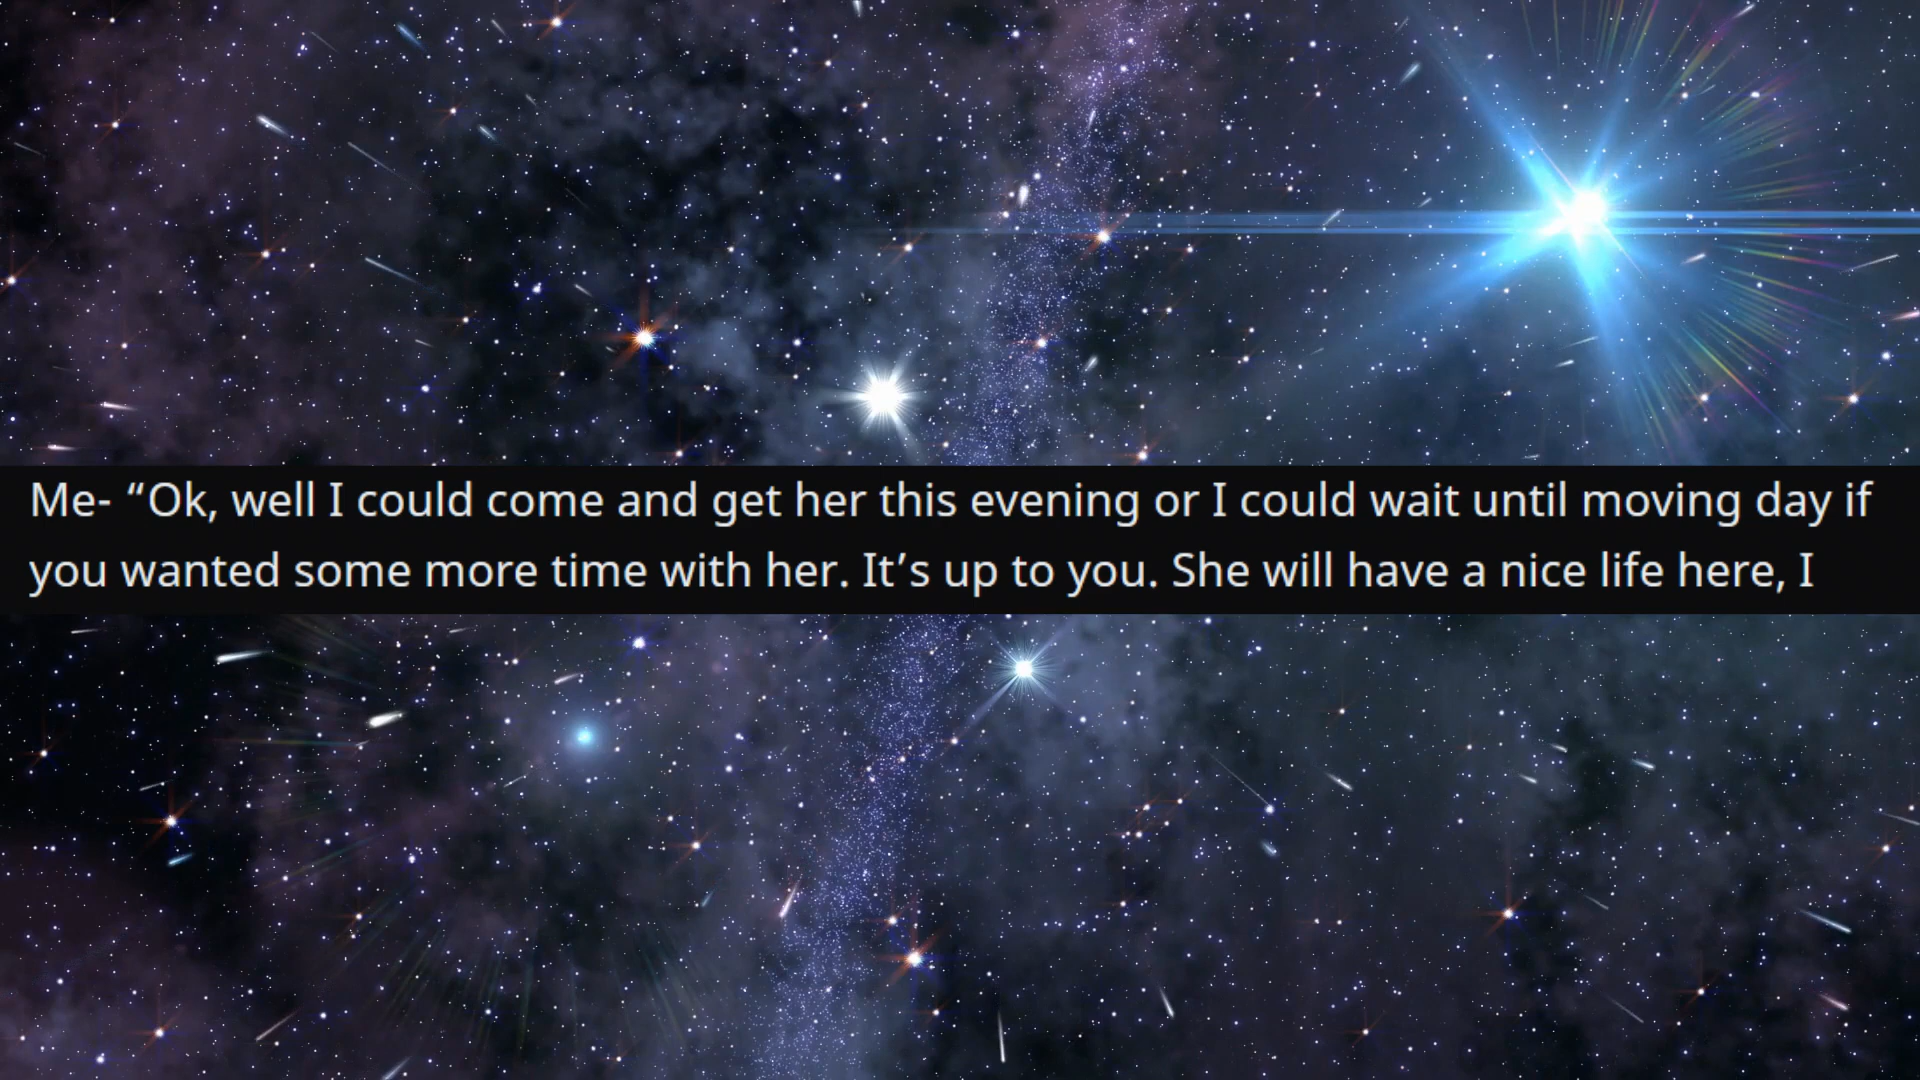 Me- “Ok, well I could come and get her this evening or I could wait until moving day if
you wanted some more time with her. It’s up to you. She will have a nice life here, I